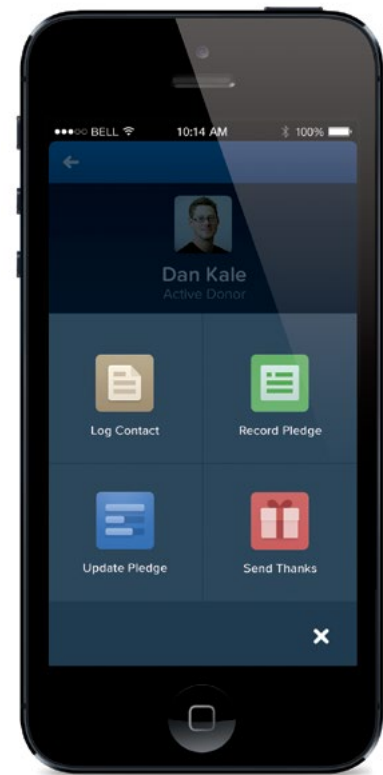 BELL 10:14 AM 100%
Dan Kale
Active Donor
Log Contact Record Pledge
Update Pledge Send Thanks